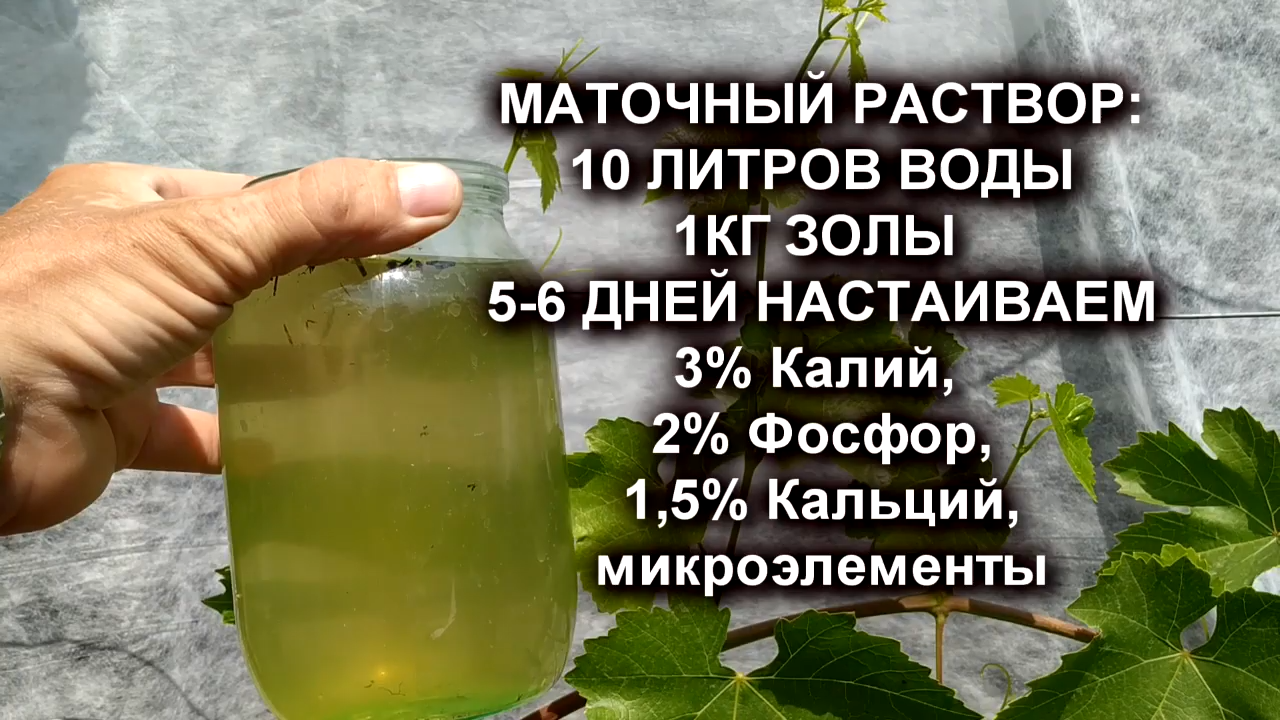 МАТОЧНЫЙ РАСТВОР:
10 ЛИТРОВ ВОДЫ
1КГ ЗОЛЫ
5-6 ДНЕЙ НАСТАИВАЕМ
3% Калий,
2% Фосфор,
1,5% Кальций,
микроэлементы